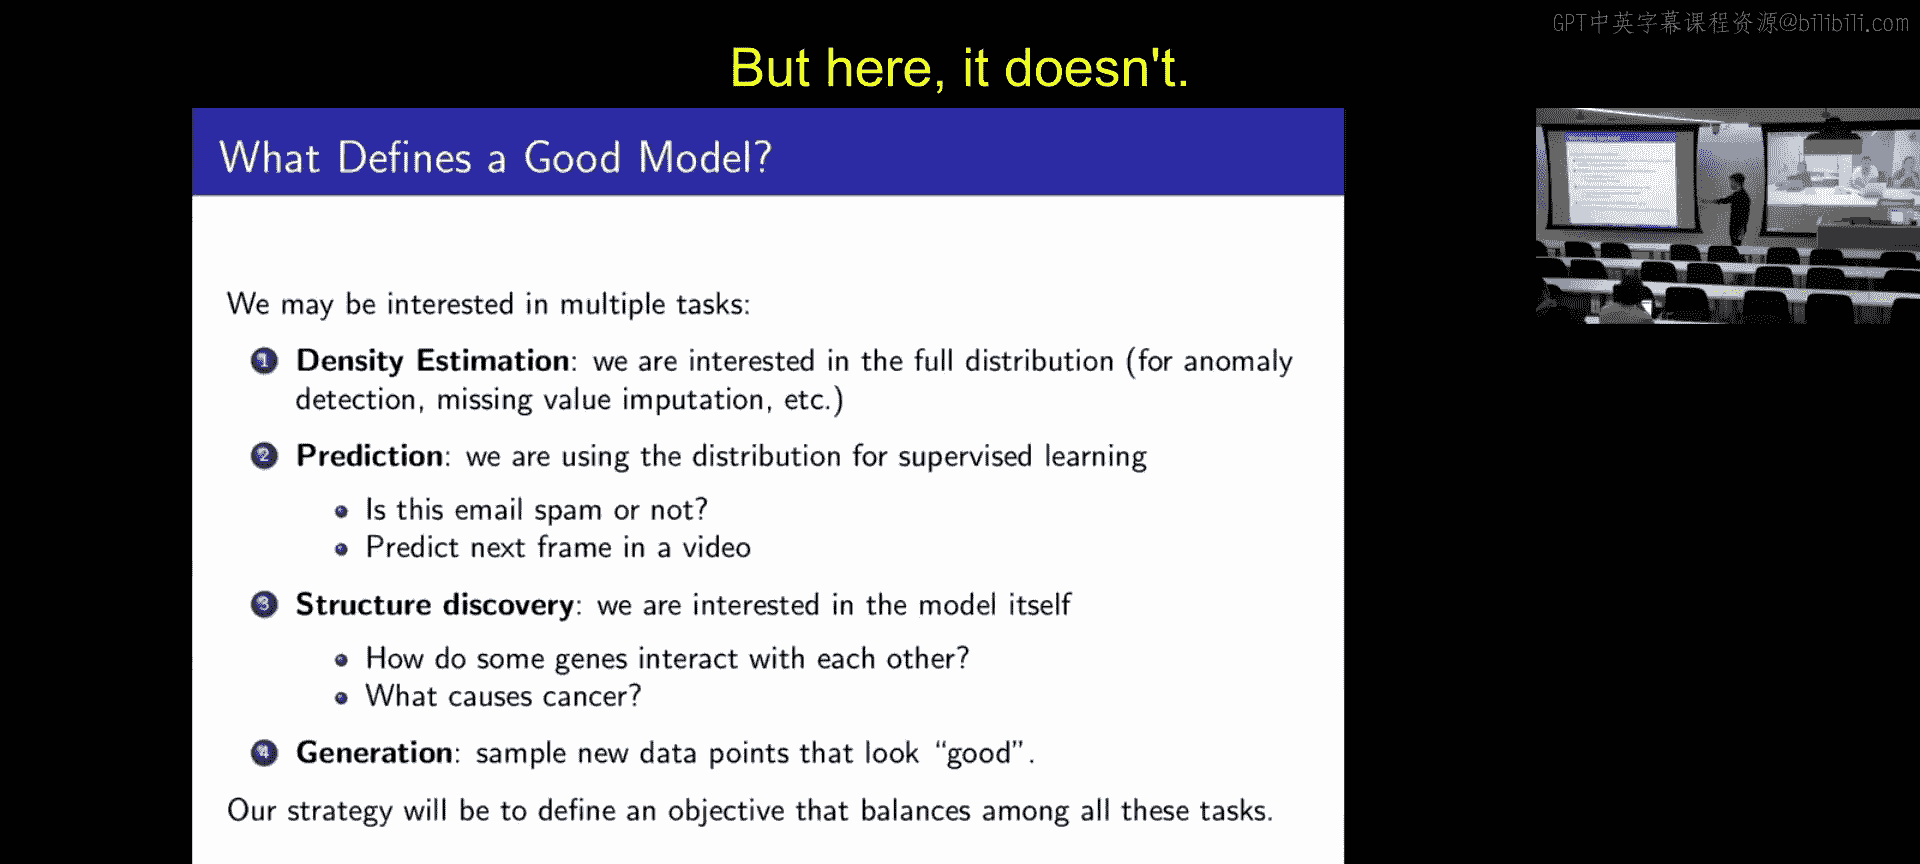 GPT中英字幕课程资源@bilibili.com
But here, it doesn't.
What Defines a Good Model?
We may be interested in multiple tasks:
1 Density Estimation: we are interested in the full distribution (for anomaly
detection, missing value imputation, etc.)
2 Prediction: we are using the distribution for supervised learning
Is this email spam or not?
Predict next frame in a video
3 Structure discovery: we are interested in the model itself
How do some genes interact with each other?
What causes cancer?
4 Generation: sample new data points that look “good”.
Our strategy will be to define an objective that balances among all these tasks.